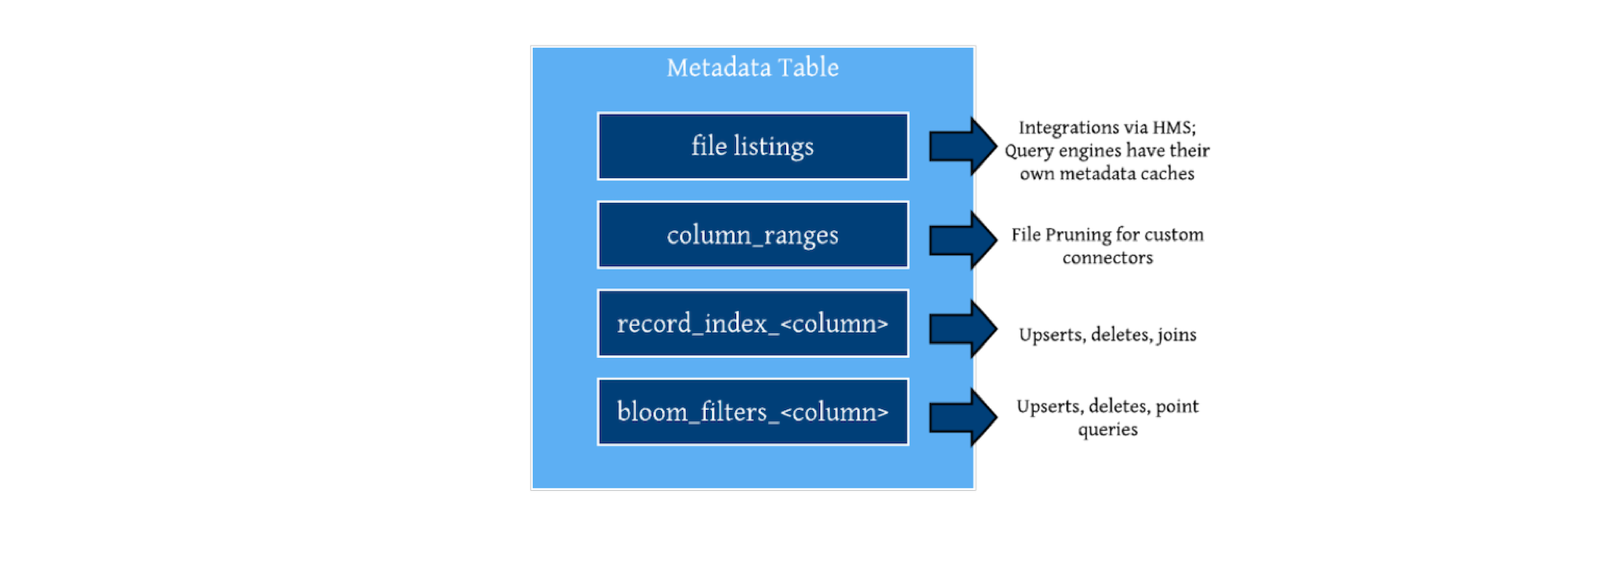 Metadata Table
file listings
Integrations via HMS;
Query engines have their
own metadata caches
column_ranges
File Pruning for custom
connectors
record_index_<column>
Upserts, deletes, joins
bloom_filters_<column>
Upserts, deletes, point
queries